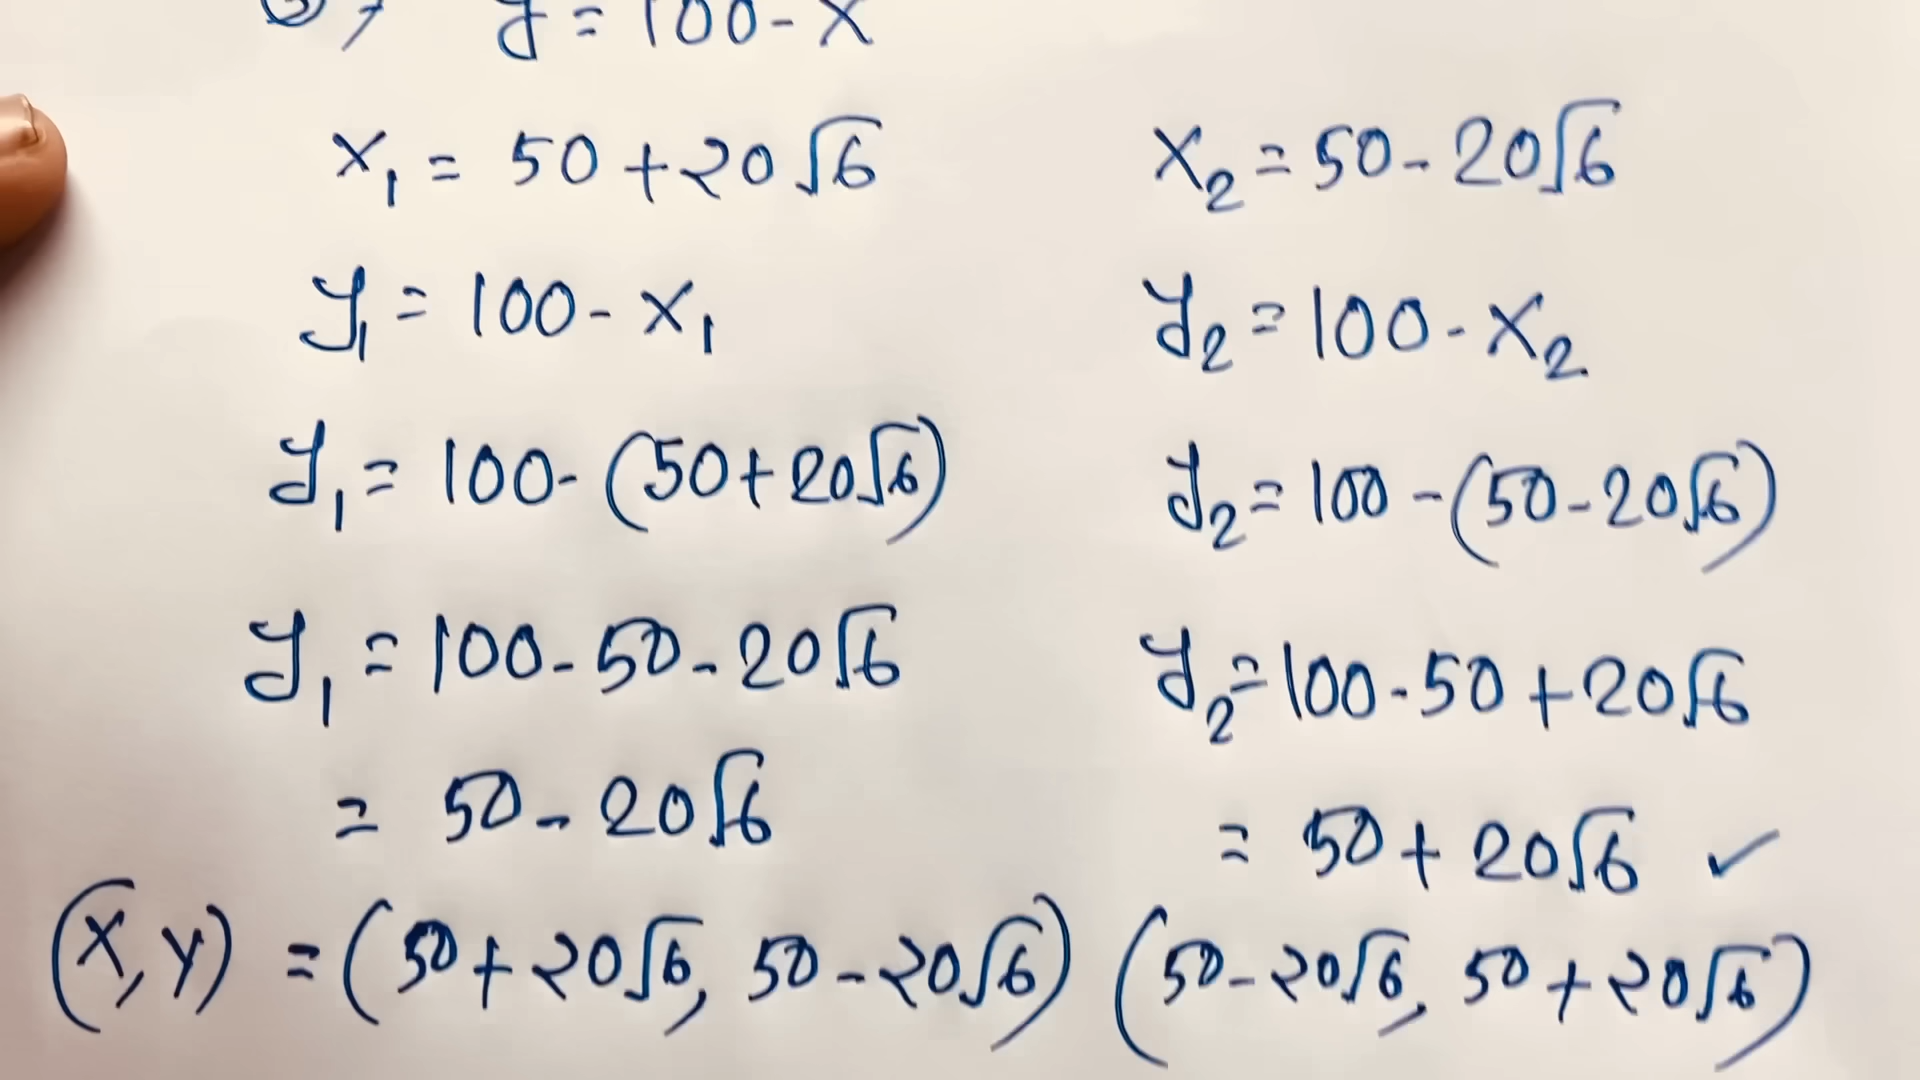 ③ ⇒ y = 100 - x
x₁ = 50 + 20√6
y₁ = 100 - x₁
y₁ = 100 - (50 + 20√6)
y₁ = 100 - 50 - 20√6
= 50 - 20√6
x₂ = 50 - 20√6
y₂ = 100 - x₂
y₂ = 100 - (50 - 20√6)
y₂ = 100 - 50 + 20√6
= 50 + 20√6 ✓
(x, y) = (50 + 20√6, 50 - 20√6) (50 - 20√6, 50 + 20√6)